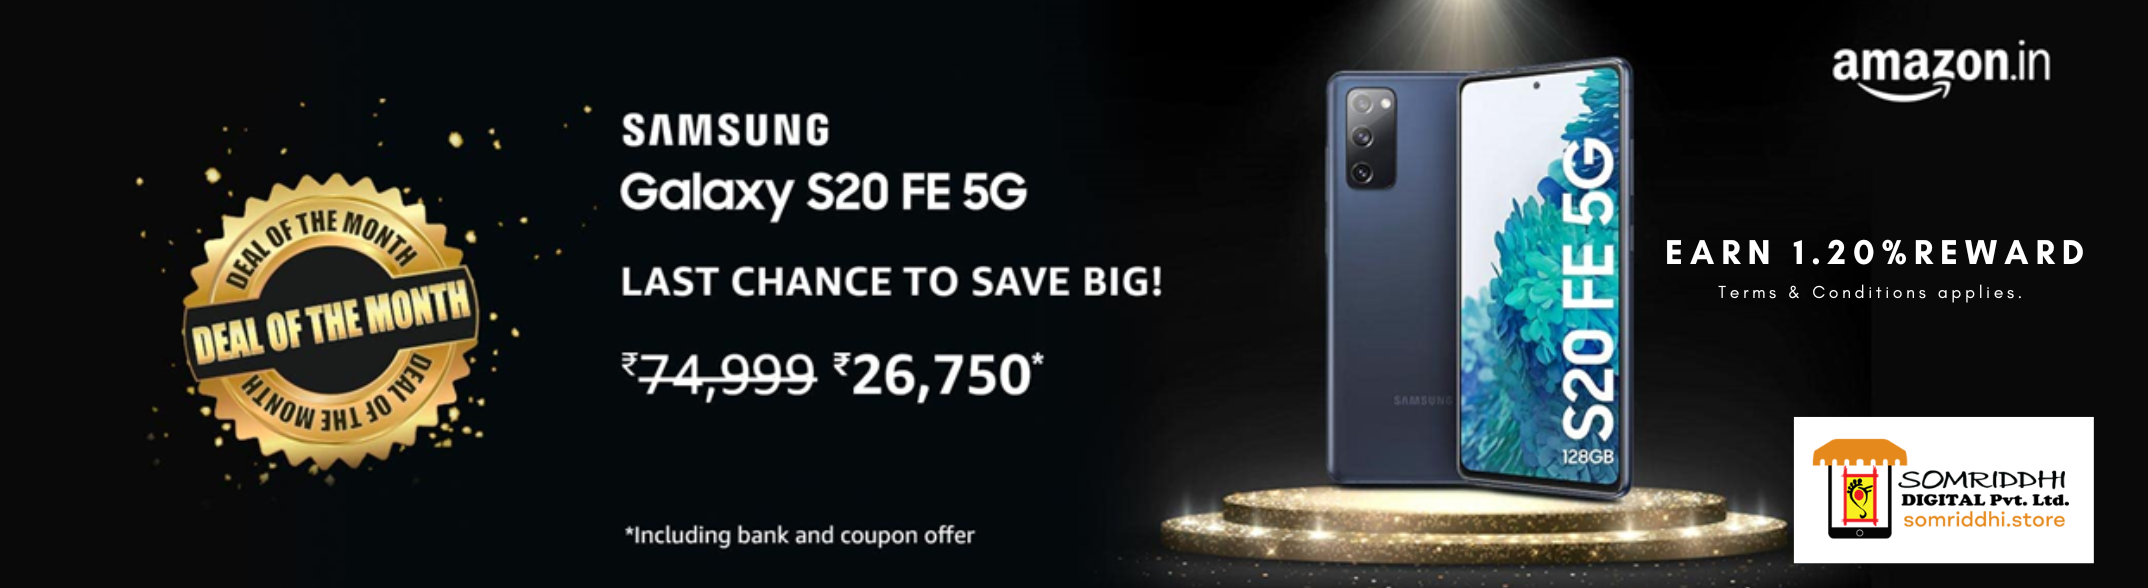 DEAL OF THE MONTH
DEAL OF THE MONTH
DEAL OF THE MONTH
SAMSUNG
Galaxy S20 FE 5G
LAST CHANCE TO SAVE BIG!
₹74,999 ₹26,750*
*Including bank and coupon offer
SAMSUNG
S20 FE 5G
128GB
amazon.in
EARN 1.20%REWARD
Terms & Conditions applies.
SOMRIDDHI
DIGITAL Pvt. Ltd.
somriddhi.store